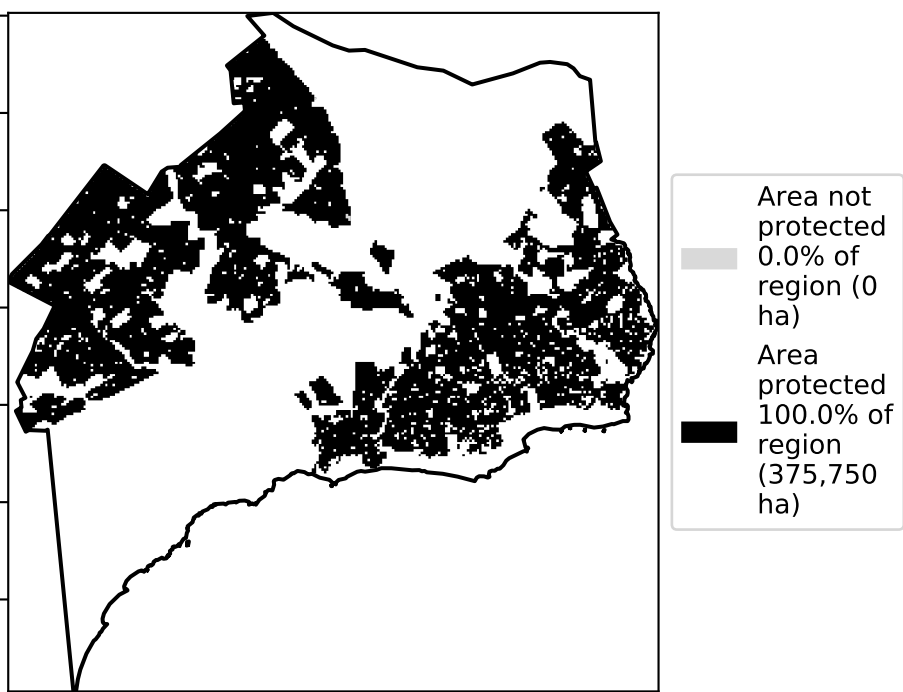 Area not
protected
0.0% of
region (0
ha)
Area
protected
100.0% of
region
(375,750
ha)